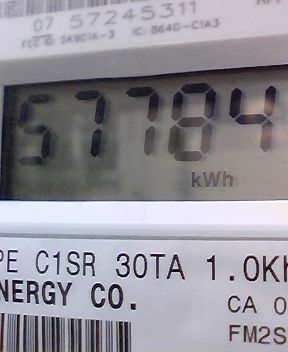 07 57245311
FCC ID SK9C1A-3 IC: 864G-C1A3
57784
kWh
PE C1SR 30TA 1.0Kh
NERGY CO.
CA 0
FM2S